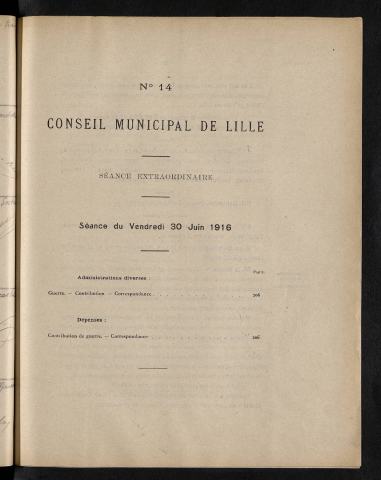 N° 14
CONSEIL MUNICIPAL DE LILLE
SÉANCE EXTRAORDINAIRE
Séance du Vendredi 30 Juin 1916
Administrations diverses :
Guerre. — Contribution — Correspondance
Dépenses :
Contribution de guerre. — Correspondance